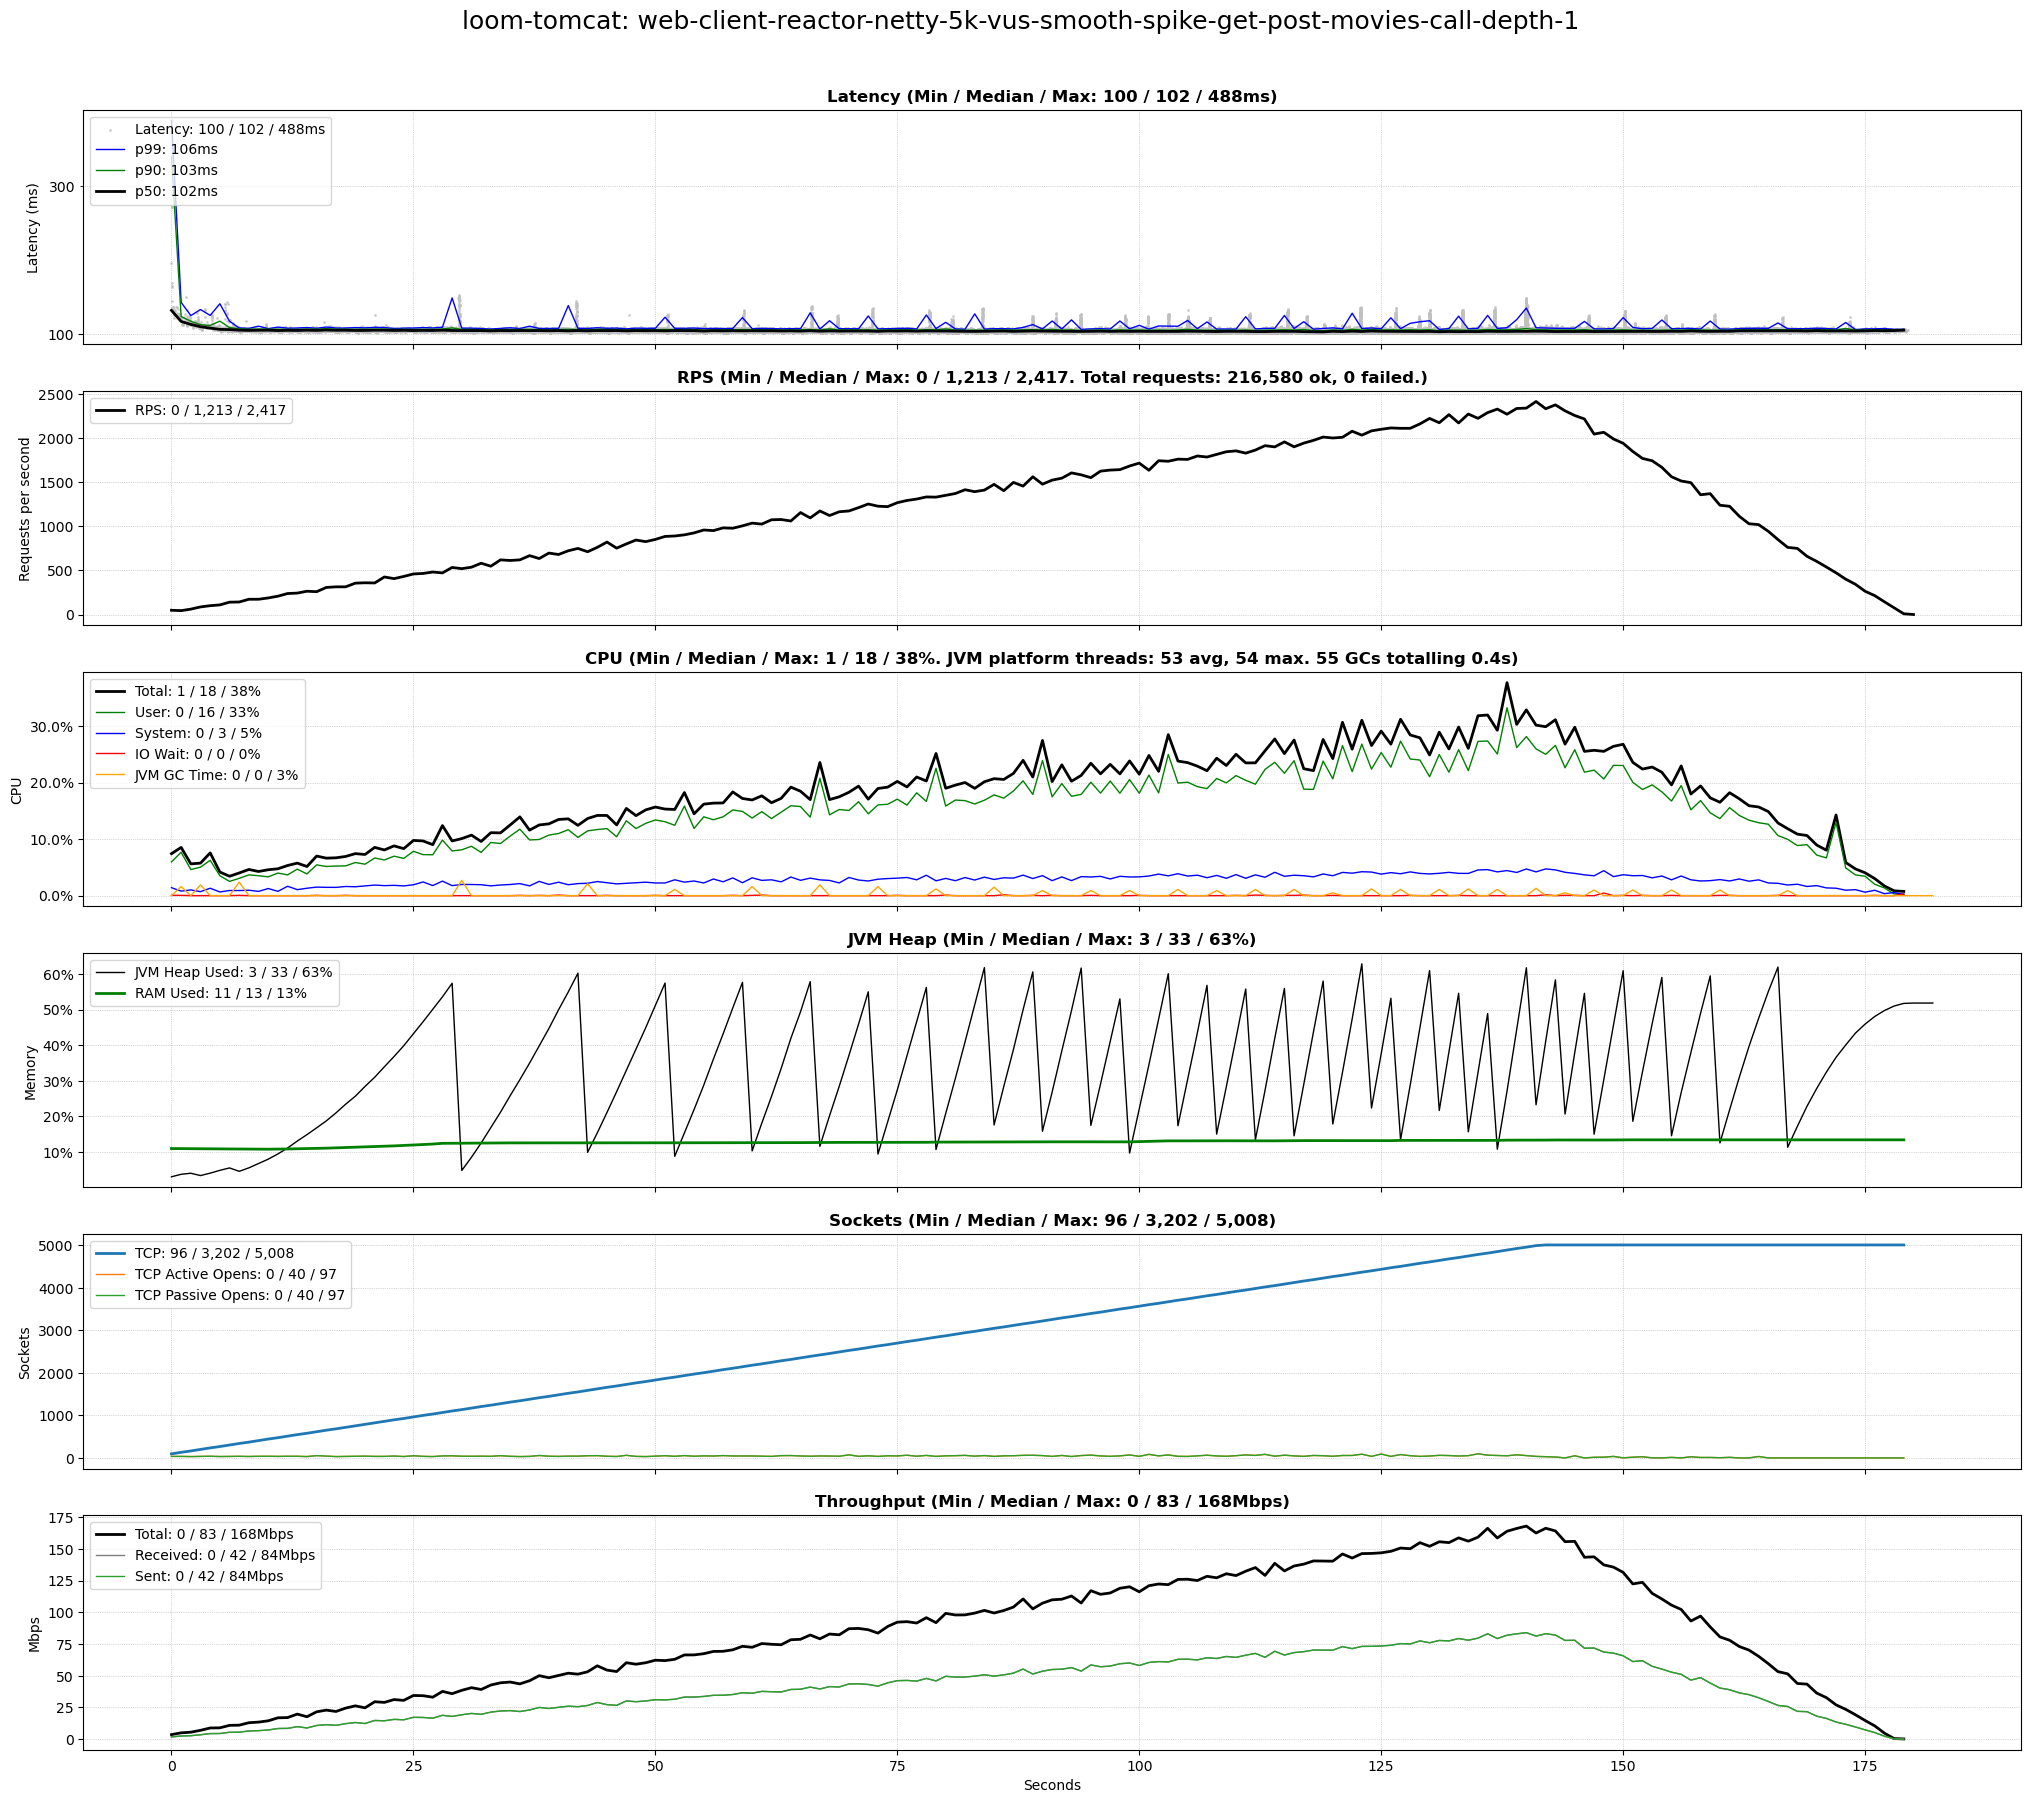 loom-tomcat: web-client-reactor-netty-5k-vus-smooth-spike-get-post-movies-call-depth-1
Latency (Min / Median / Max: 100 / 102 / 488ms)
Latency: 100 / 102 / 488ms
p99: 106ms
p90: 103ms
p50: 102ms
300
100
Latency (ms)
RPS (Min / Median / Max: 0 / 1,213 / 2,417. Total requests: 216,580 ok, 0 failed.)
RPS: 0 / 1,213 / 2,417
2500
2000
1500
1000
500
0
Requests per second
CPU (Min / Median / Max: 1 / 18 / 38%. JVM platform threads: 53 avg, 54 max. 55 GCs totalling 0.4s)
Total: 1 / 18 / 38%
User: 0 / 16 / 33%
System: 0 / 3 / 5%
IO Wait: 0 / 0 / 0%
JVM GC Time: 0 / 0 / 3%
30.0%
20.0%
10.0%
0.0%
CPU
JVM Heap (Min / Median / Max: 3 / 33 / 63%)
JVM Heap Used: 3 / 33 / 63%
RAM Used: 11 / 13 / 13%
60%
50%
40%
30%
20%
10%
Memory
Sockets (Min / Median / Max: 96 / 3,202 / 5,008)
TCP: 96 / 3,202 / 5,008
TCP Active Opens: 0 / 40 / 97
TCP Passive Opens: 0 / 40 / 97
5000
4000
3000
2000
1000
0
Sockets
Throughput (Min / Median / Max: 0 / 83 / 168Mbps)
Total: 0 / 83 / 168Mbps
Received: 0 / 42 / 84Mbps
Sent: 0 / 42 / 84Mbps
175
150
125
100
75
50
25
0
Mbps
0 25 50 75 100 125 150 175
Seconds